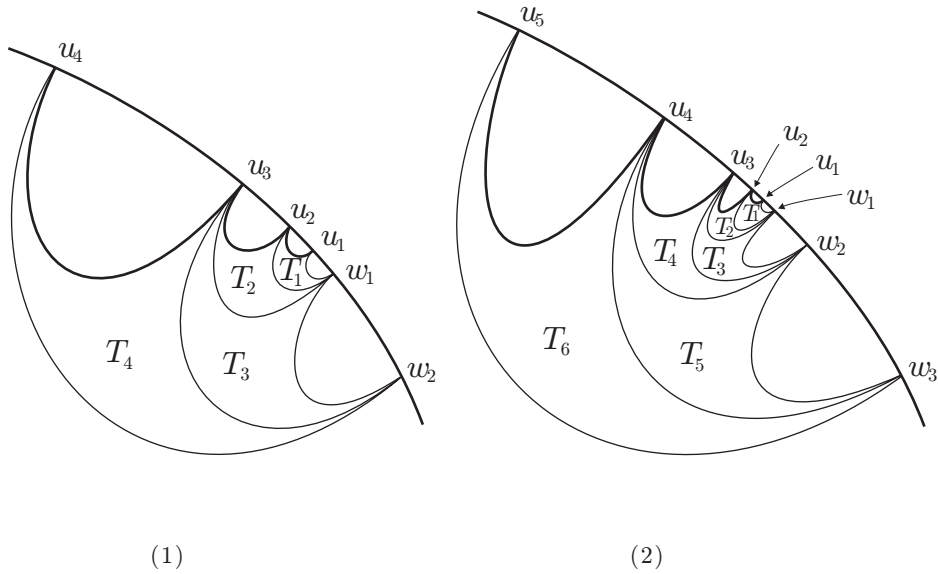 u₄
u₃
u₂
u₁
w₁
w₂
T₁
T₂
T₃
T₄
(1)
u₅
u₄
u₃
u₂
u₁
w₁
w₂
w₃
T₁
T₂
T₃
T₄
T₅
T₆
(2)